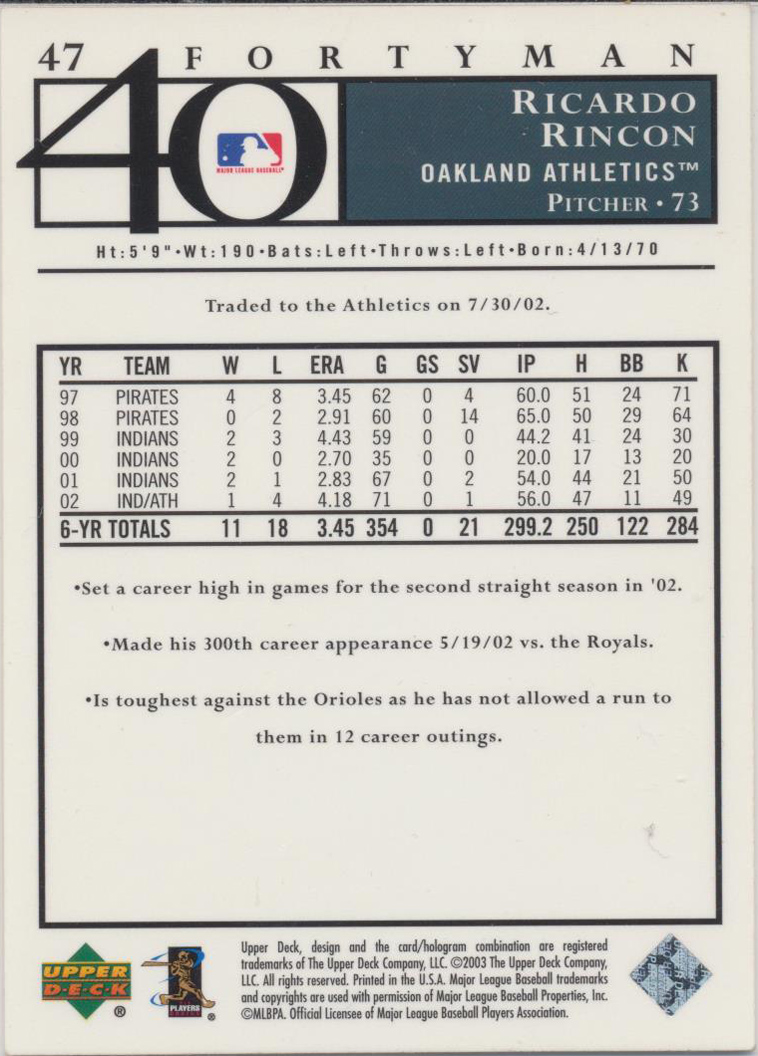 47 FORTYMAN
40
MAJOR LEAGUE BASEBALL
RICARDO
RINCON
OAKLAND ATHLETICS™
PITCHER • 73
Ht:5'9"•Wt:190•Bats:Left•Throws:Left•Born:4/13/70
Traded to the Athletics on 7/30/02.
YR TEAM W L ERA G GS SV IP H BB K
97 PIRATES 4 8 3.45 62 0 4 60.0 51 24 71
98 PIRATES 0 2 2.91 60 0 14 65.0 50 29 64
99 INDIANS 2 3 4.43 59 0 0 44.2 41 24 30
00 INDIANS 2 0 2.70 35 0 0 20.0 17 13 20
01 INDIANS 2 1 2.83 67 0 2 54.0 44 21 50
02 IND/ATH 1 4 4.18 71 0 1 56.0 47 11 49
6-YR TOTALS 11 18 3.45 354 0 21 299.2 250 122 284
•Set a career high in games for the second straight season in '02.
•Made his 300th career appearance 5/19/02 vs. the Royals.
•Is toughest against the Orioles as he has not allowed a run to
them in 12 career outings.
UPPER
D·E·C·K
®
PLAYERS
®
Upper Deck, design and the card/hologram combination are registered
trademarks of The Upper Deck Company, LLC. ©2003 The Upper Deck Company,
LLC. All rights reserved. Printed in the U.S.A. Major League Baseball trademarks
and copyrights are used with permission of Major League Baseball Properties, Inc.
©MLBPA. Official Licensee of Major League Baseball Players Association.